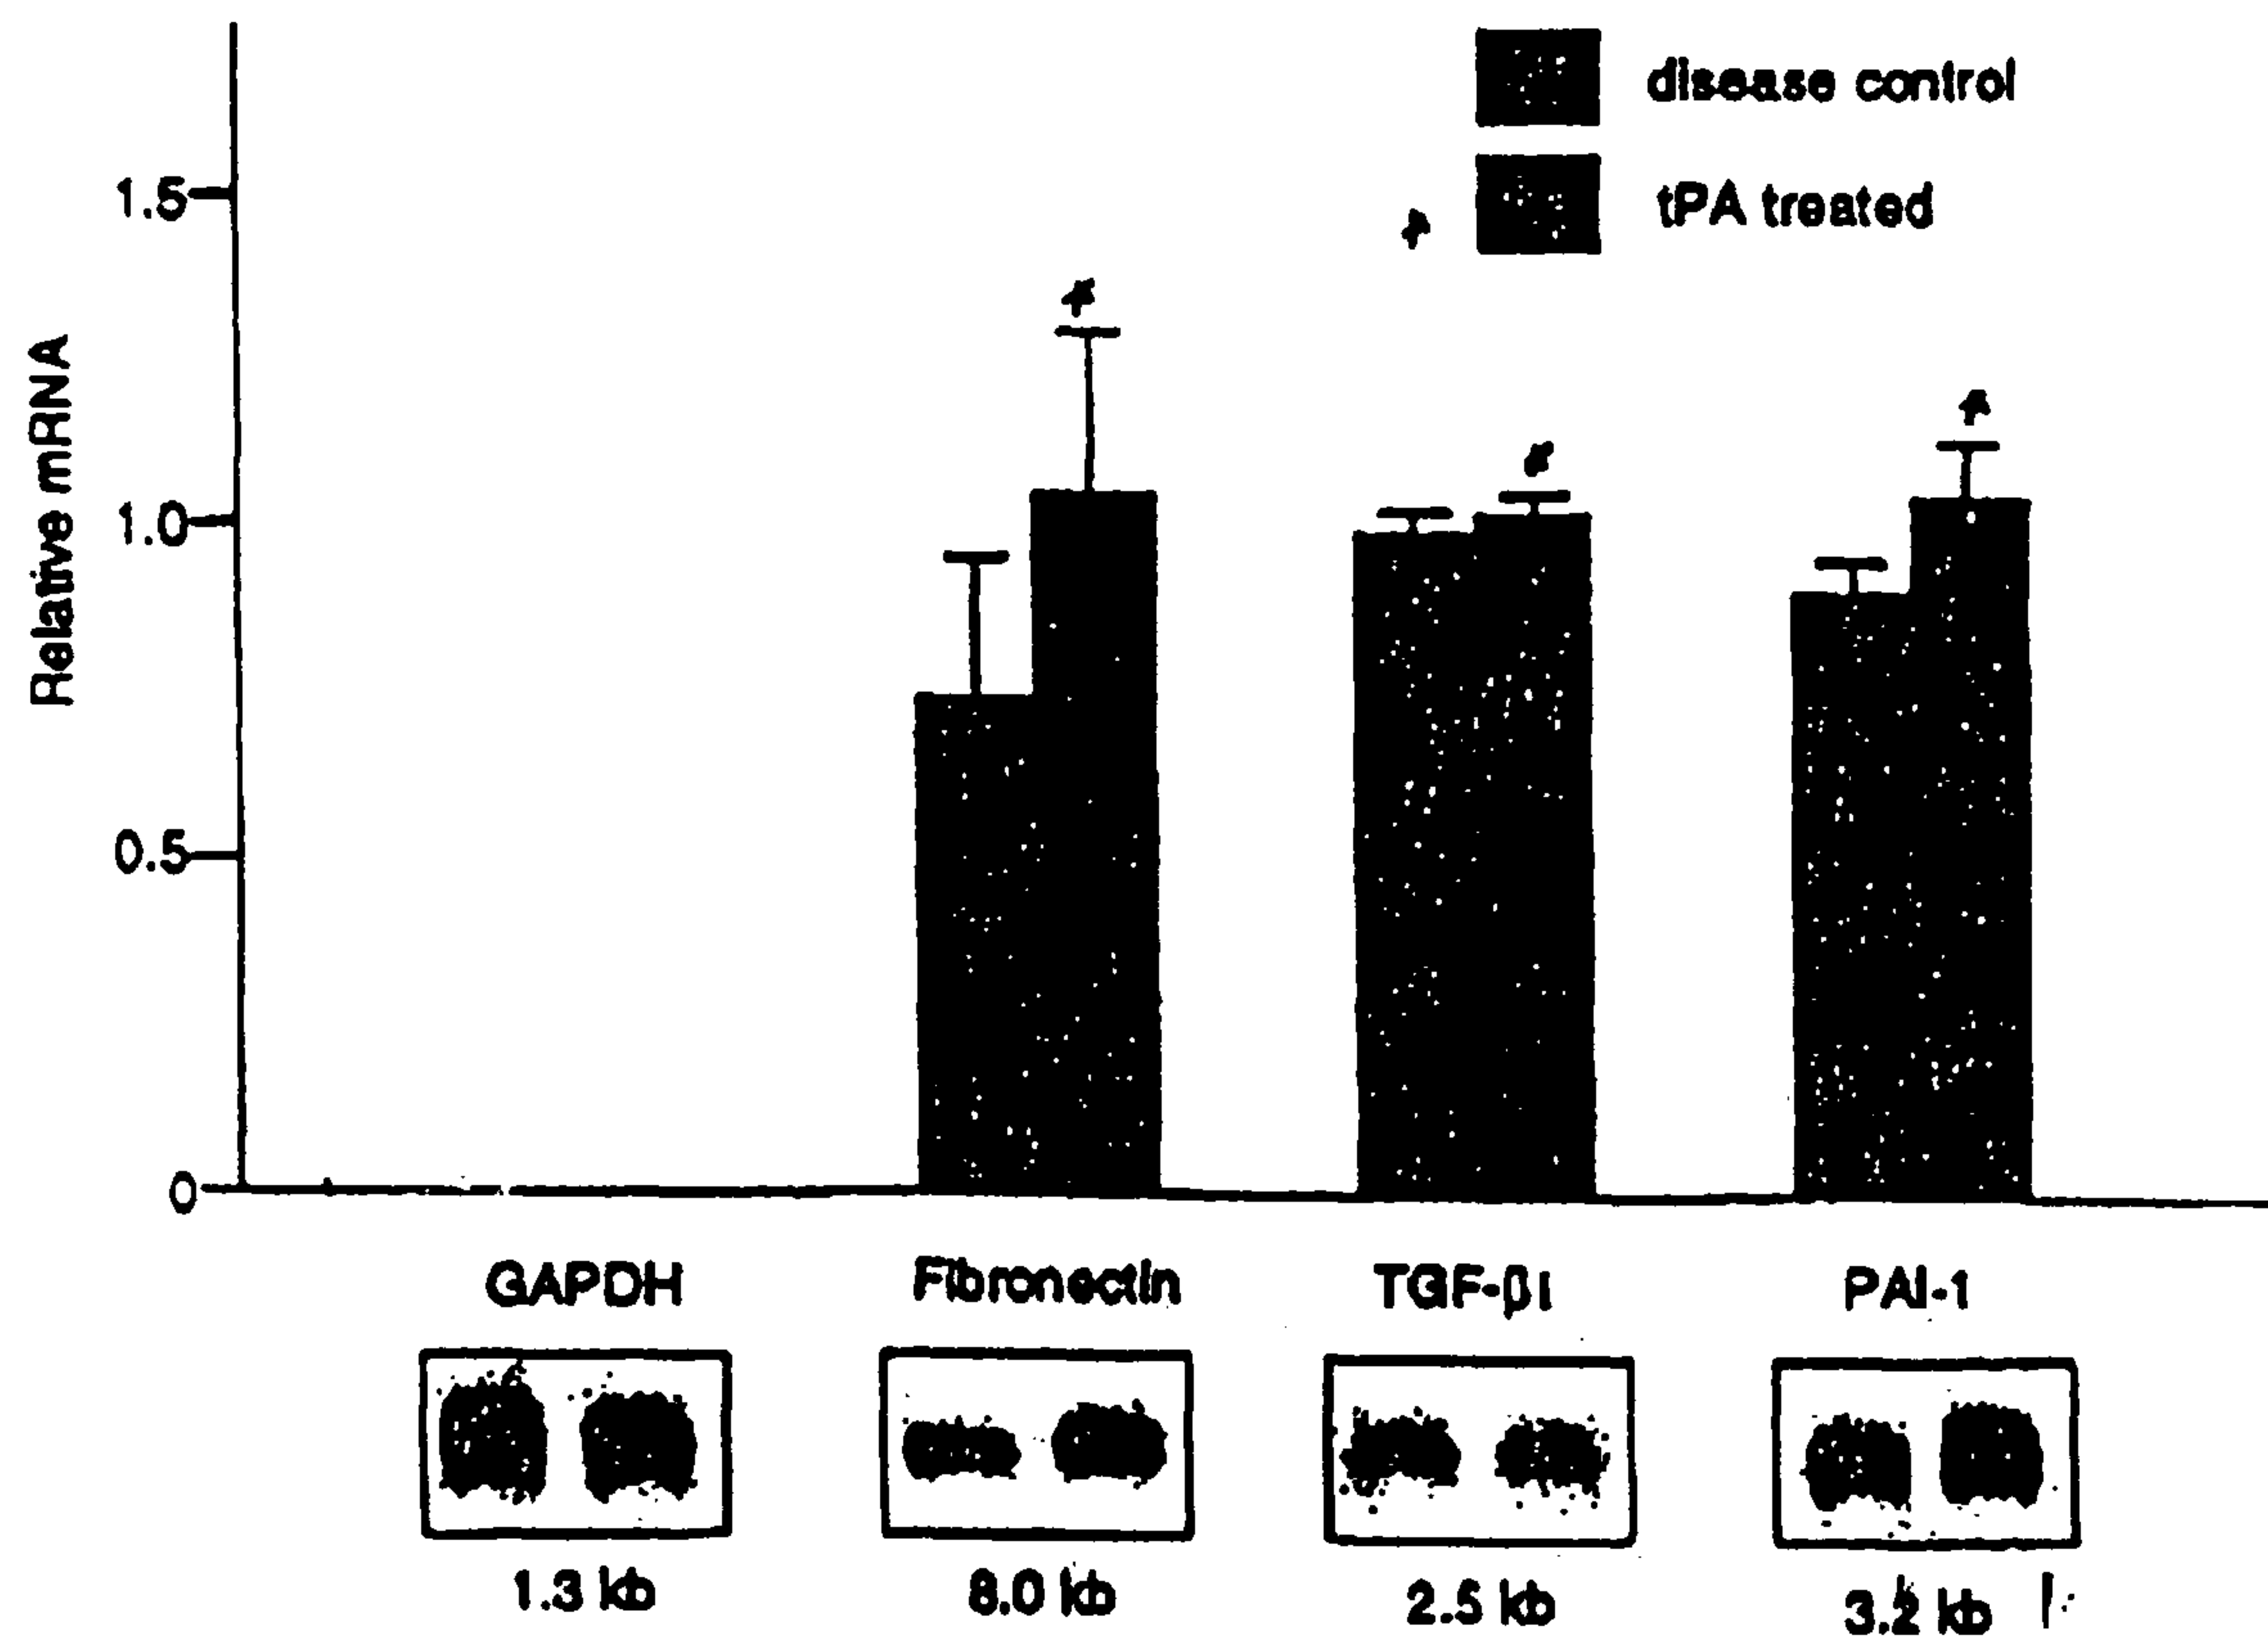 disease control
tPA treated
Relative mRNA
1.5
1.0
0.5
0
GAPDH Fibronectin TGF-β1 PAI-1
1.3 kb 8.0 kb 2.5 kb 3.2 kb